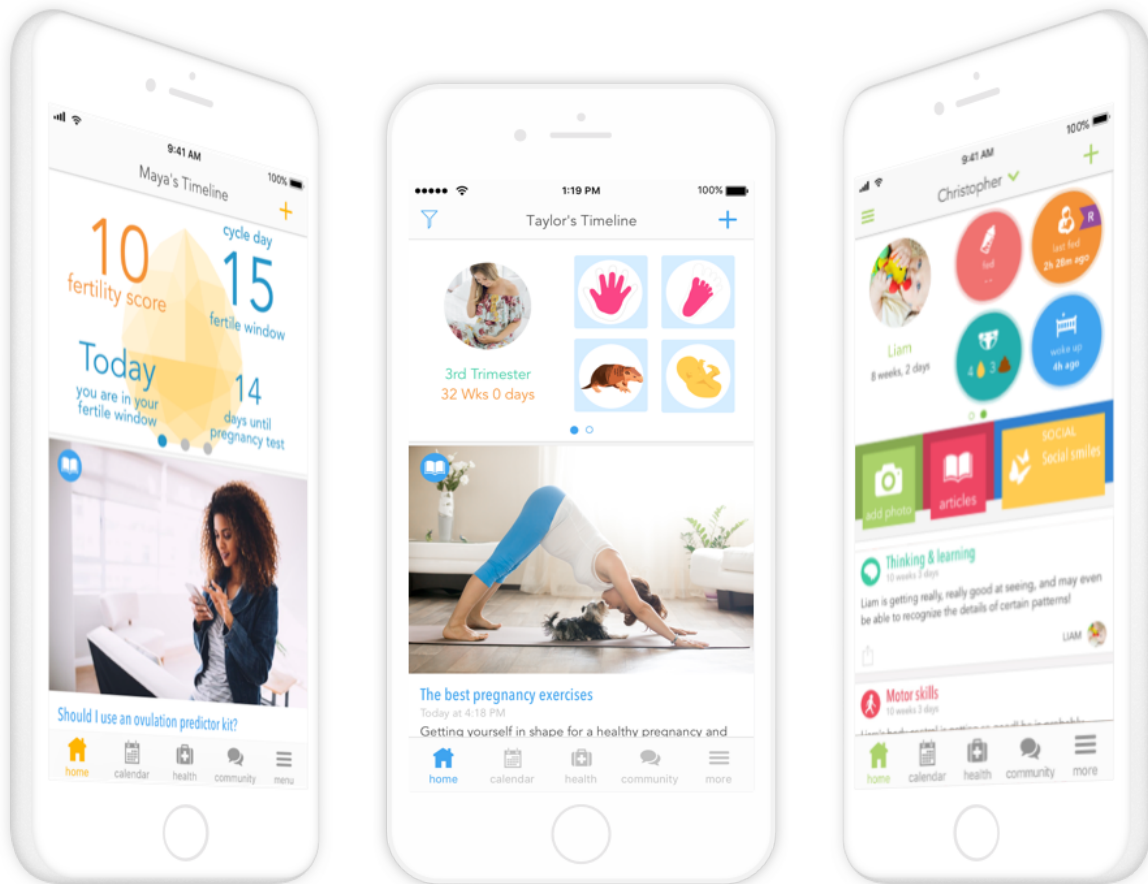 9:41 AM
100%
Maya's Timeline
10
fertility score
cycle day
15
fertile window
Today
you are in your
fertile window
14
days until
pregnancy test
Should I use an ovulation predictor kit?
home
calendar
health
community
menu
1:19 PM
100%
Taylor's Timeline
3rd Trimester
32 Wks 0 days
The best pregnancy exercises
Today at 4:18 PM
Getting yourself in shape for a healthy pregnancy and
home
calendar
health
community
more
9:41 AM
100%
Christopher
Liam
8 weeks, 2 days
fed
--
R
last fed
2h 28m ago
4
3
woke up
4h ago
add photo
articles
SOCIAL
Social smiles
Thinking & learning
10 weeks 3 days
Liam is getting really, really good at seeing, and may even
be able to recognize the details of certain patterns!
LIAM
Motor skills
10 weeks 3 days
home
calendar
health
community
more